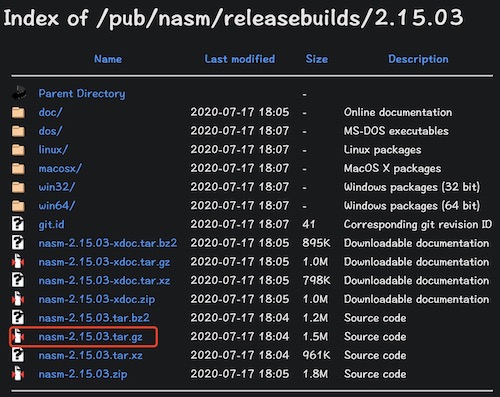 Index of /pub/nasm/releasebuilds/2.15.03
Name Last modified Size Description
Parent Directory -
doc/ 2020-07-17 18:05 - Online documentation
dos/ 2020-07-17 18:05 - MS-DOS executables
linux/ 2020-07-17 18:07 - Linux packages
macosx/ 2020-07-17 18:07 - MacOS X packages
win32/ 2020-07-17 18:07 - Windows packages (32 bit)
win64/ 2020-07-17 18:07 - Windows packages (64 bit)
git.id 2020-07-17 18:07 41 Corresponding git revision ID
nasm-2.15.03-xdoc.tar.bz2 2020-07-17 18:05 895K Downloadable documentation
nasm-2.15.03-xdoc.tar.gz 2020-07-17 18:05 1.0M Downloadable documentation
nasm-2.15.03-xdoc.tar.xz 2020-07-17 18:05 798K Downloadable documentation
nasm-2.15.03-xdoc.zip 2020-07-17 18:05 1.0M Downloadable documentation
nasm-2.15.03.tar.bz2 2020-07-17 18:04 1.2M Source code
nasm-2.15.03.tar.gz 2020-07-17 18:04 1.5M Source code
nasm-2.15.03.tar.xz 2020-07-17 18:04 961K Source code
nasm-2.15.03.zip 2020-07-17 18:05 1.8M Source code